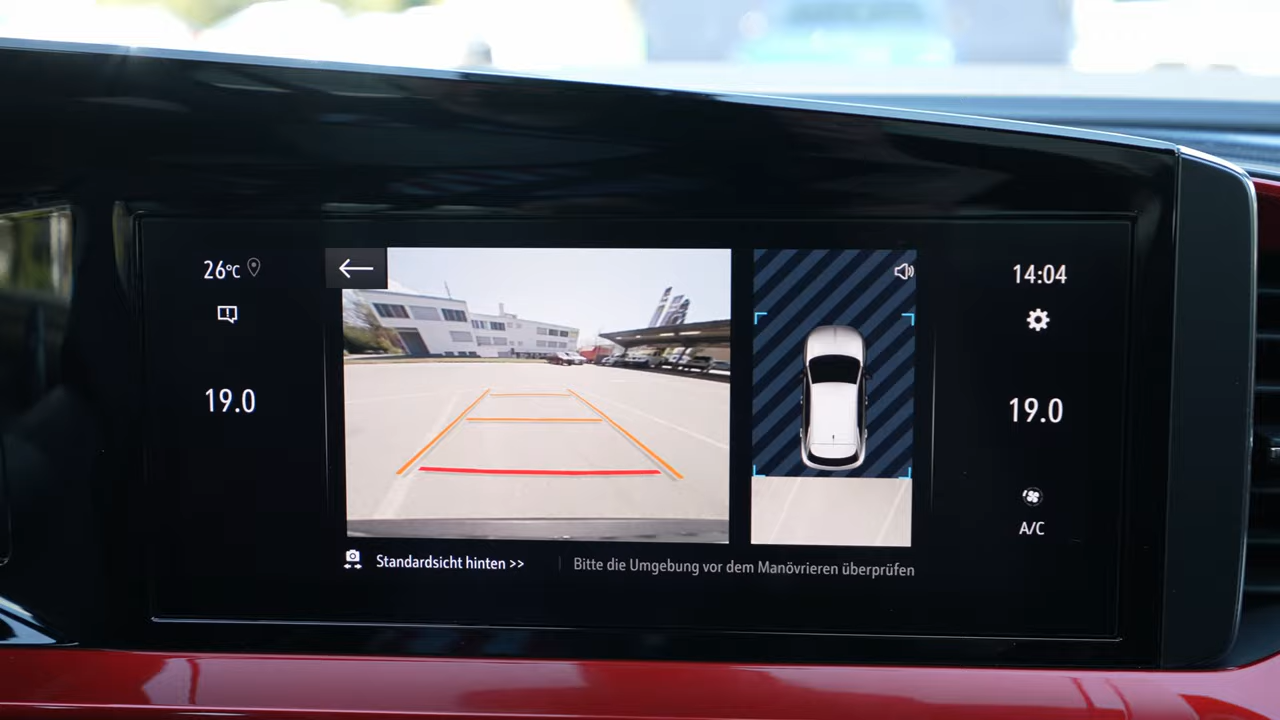 26°C
19.0
14:04
19.0
A/C
Standardsicht hinten >>
Bitte die Umgebung vor dem Manövrieren überprüfen